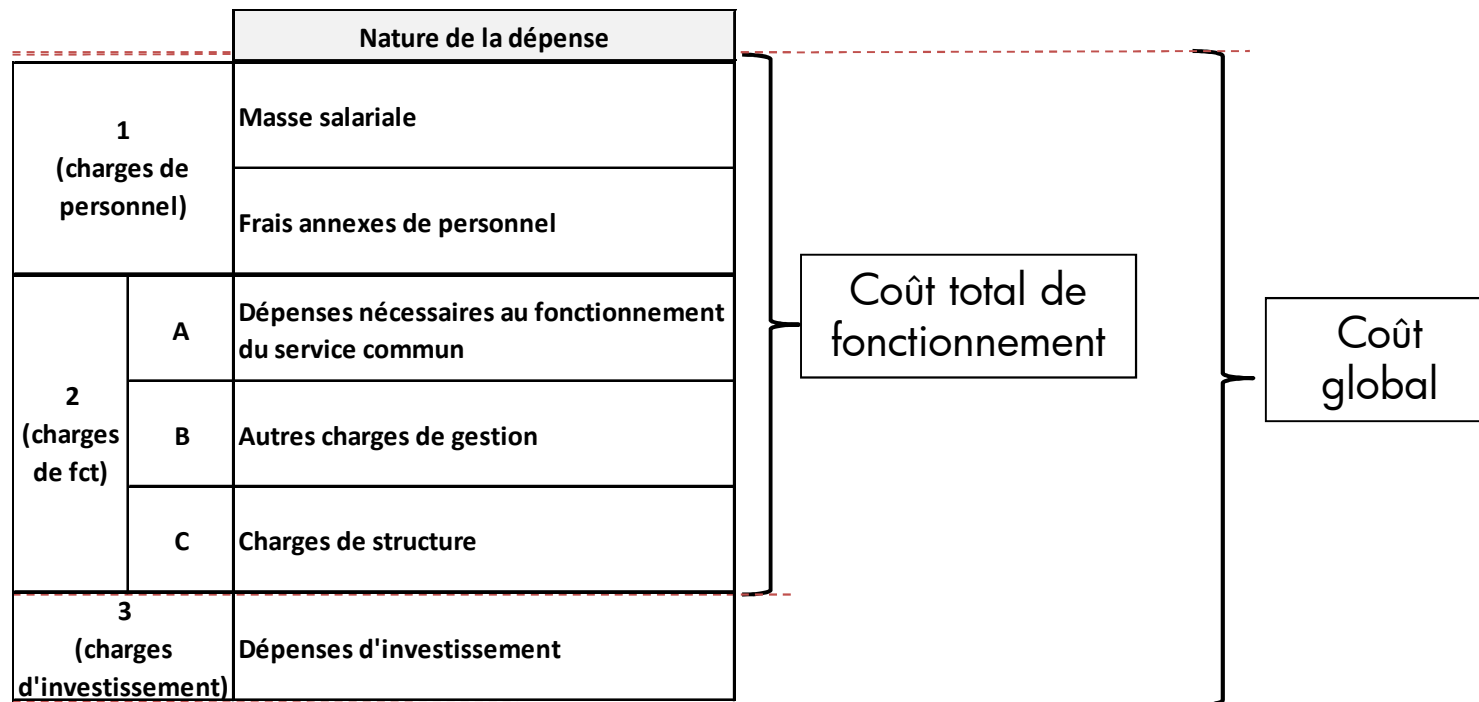 Nature de la dépense
1
(charges de
personnel)
Masse salariale
Frais annexes de personnel
2
(charges
de fct)
A
Dépenses nécessaires au fonctionnement
du service commun
B
Autres charges de gestion
C
Charges de structure
3
(charges
d'investissement)
Dépenses d'investissement
Coût total de
fonctionnement
Coût
global